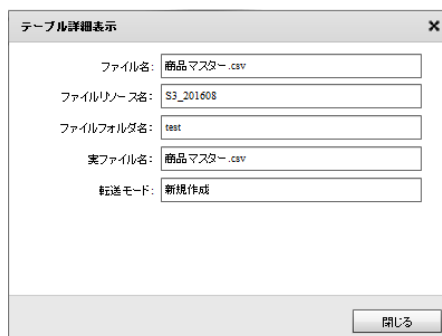 テーブル詳細表示
ファイル名: 商品マスター.csv
ファイルリソース名: S3_201608
ファイルフォルダ名: test
実ファイル名: 商品マスター.csv
転送モード: 新規作成
閉じる